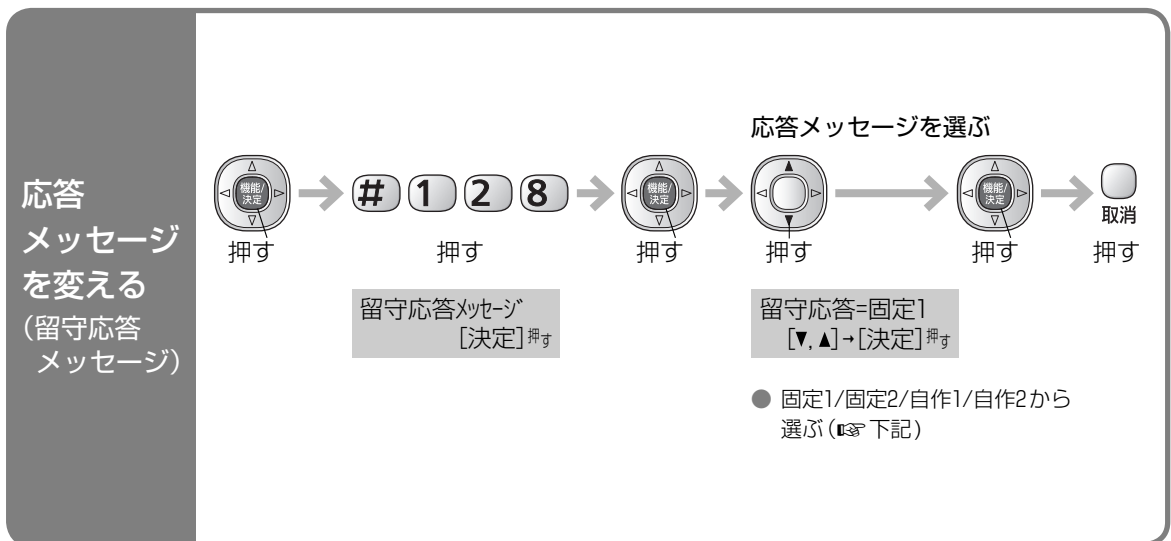 応答
メッセージ
を変える
(留守応答
メッセージ)
機能/
決定
押す
# 1 2 8
押す
留守応答ﾒｯｾｰｼﾞ
[決定]押す
機能/
決定
押す
応答メッセージを選ぶ
押す
留守応答=固定1
[▼,▲]→[決定]押す
● 固定1/固定2/自作1/自作2から
選ぶ(☞下記)
機能/
決定
押す
取消
押す